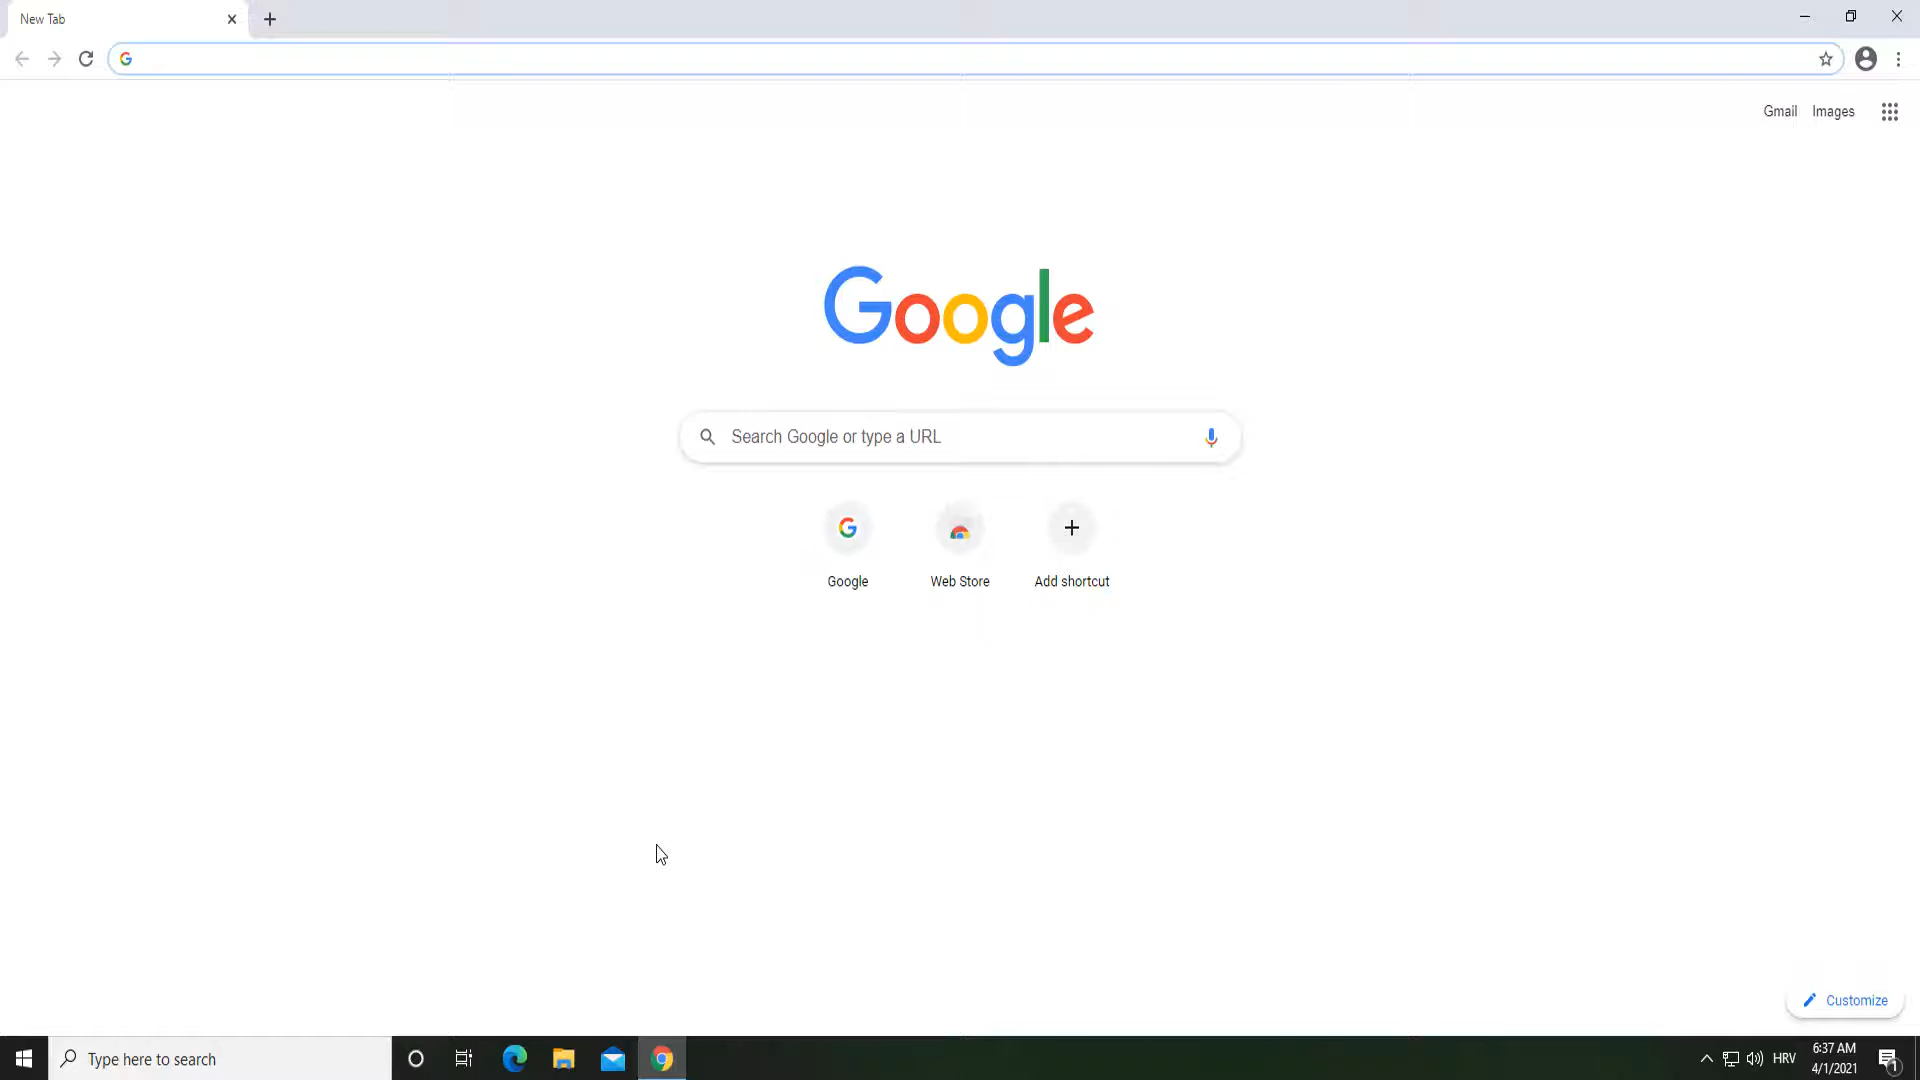 New Tab
Gmail Images
Google
Search Google or type a URL
Google Web Store Add shortcut
Customize
Type here to search
HRV
6:37 AM
4/1/2021
1